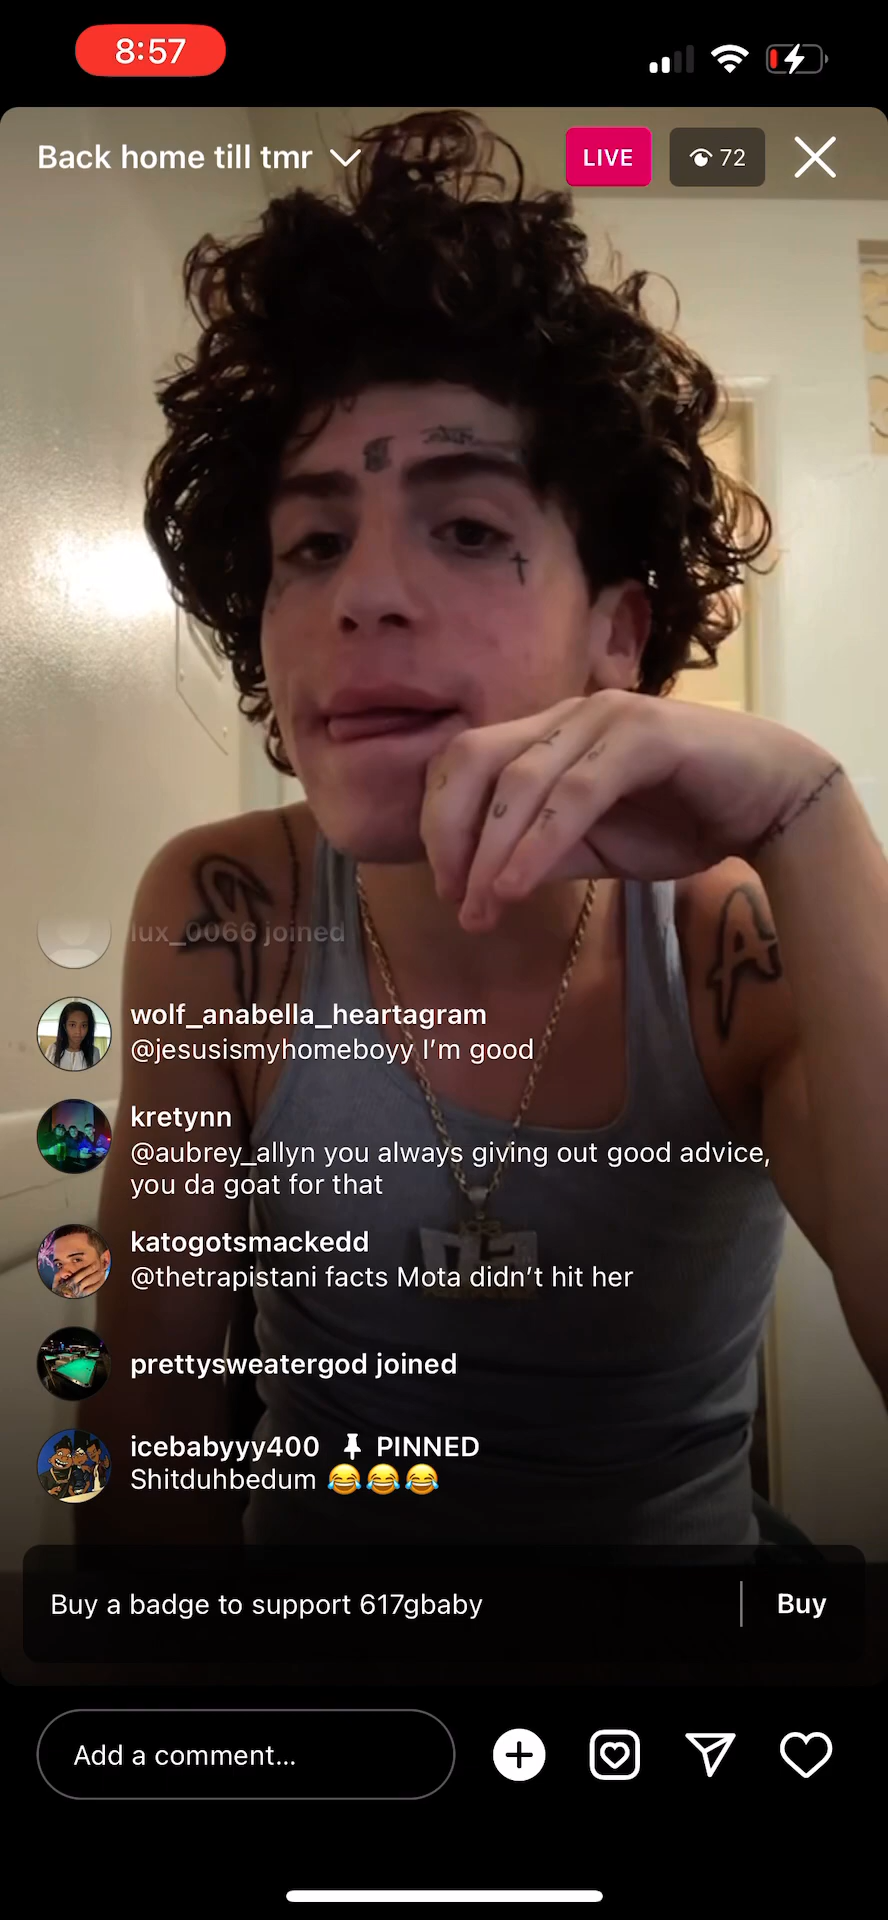 8:57
Back home till tmr
LIVE
72
lux_0066 joined
wolf_anabella_heartagram
@jesusismyhomeboyy I’m good
kretynn
@aubrey_allyn you always giving out good advice,
you da goat for that
katogotsmackedd
@thetrapistani facts Mota didn’t hit her
prettysweatergod joined
icebabyyy400 PINNED
Shitduhbedum 😂😂😂
Buy a badge to support 617gbaby
Buy
Add a comment...